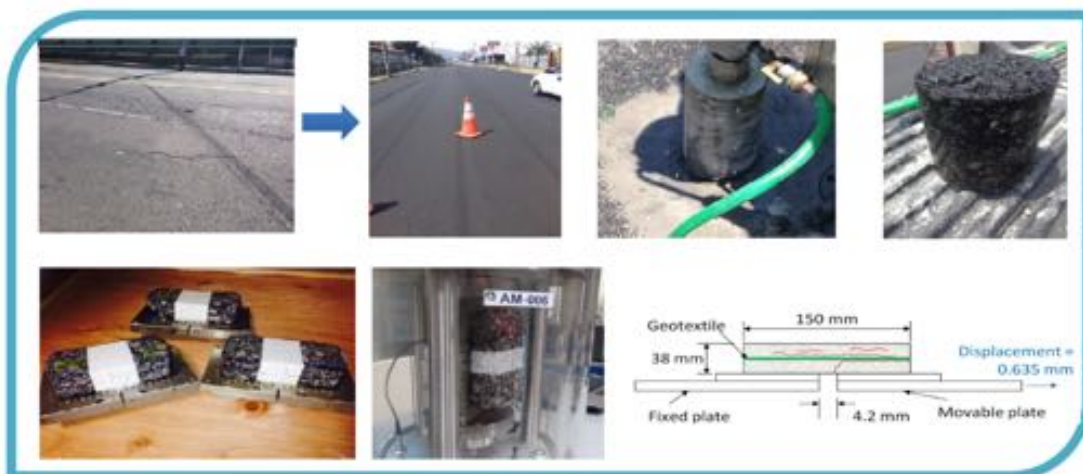 AM-006
150 mm
Geotextile
38 mm
Displacement =
0.635 mm
Fixed plate
4.2 mm
Movable plate